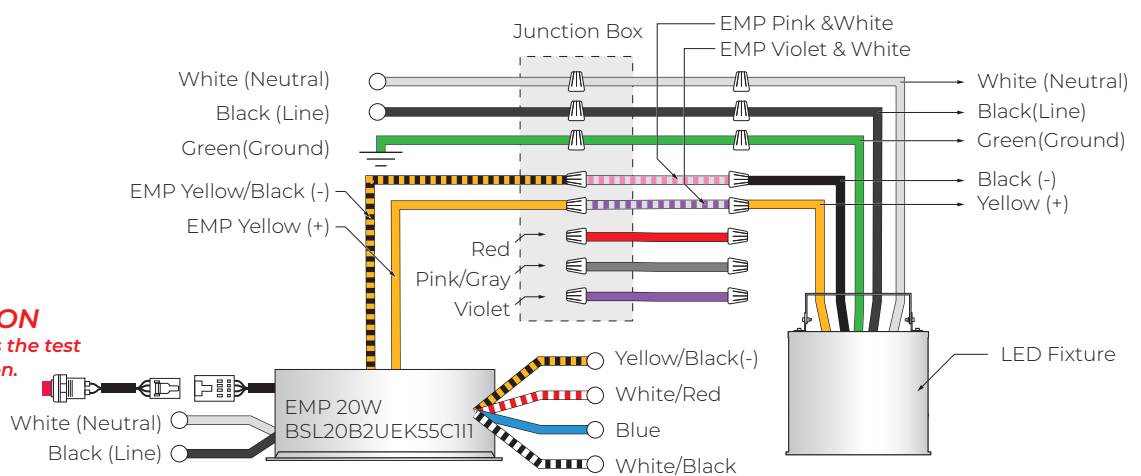 EMP Pink &White
Junction Box
EMP Violet & White
White (Neutral)
White (Neutral)
Black (Line)
Black(Line)
Green(Ground)
Green(Ground)
EMP Yellow/Black (-)
Black (-)
Yellow (+)
EMP Yellow (+)
Red
Pink/Gray
Violet
ON
s the test
on.
LED Fixture
Yellow/Black(-)
White/Red
EMP 20W
BSL20B2UEK55C1I1
White (Neutral)
Blue
Black (Line)
White/Black